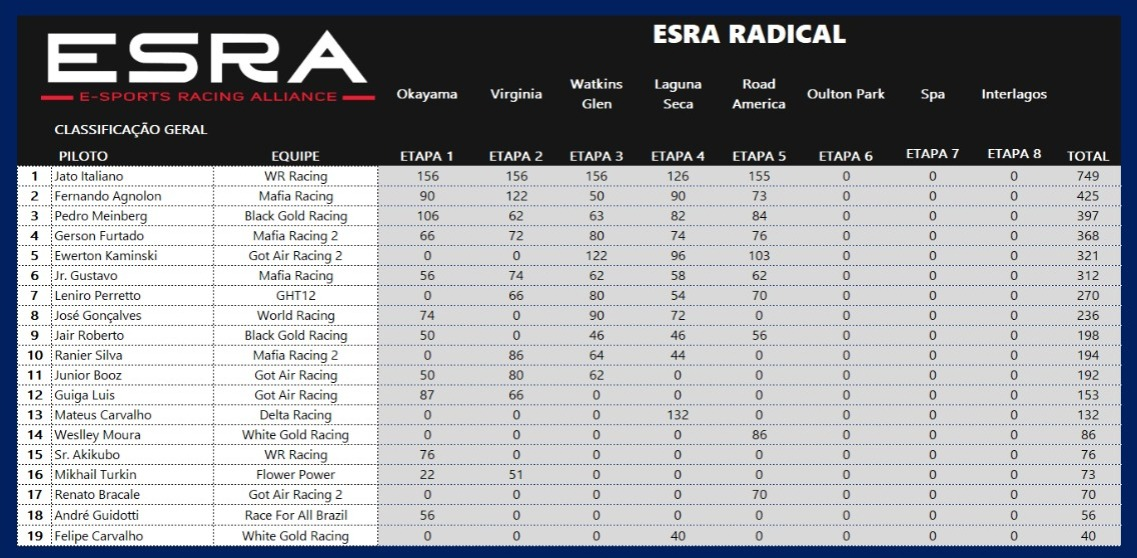 ESRA
E-SPORTS RACING ALLIANCE
ESRA RADICAL
Okayama Virginia Watkins Glen Laguna Seca Road America Oulton Park Spa Interlagos
CLASSIFICAÇÃO GERAL
PILOTO EQUIPE ETAPA 1 ETAPA 2 ETAPA 3 ETAPA 4 ETAPA 5 ETAPA 6 ETAPA 7 ETAPA 8 TOTAL
1 Jato Italiano WR Racing 156 156 156 126 155 0 0 0 749
2 Fernando Agnolon Mafia Racing 90 122 50 90 73 0 0 0 425
3 Pedro Meinberg Black Gold Racing 106 62 63 82 84 0 0 0 397
4 Gerson Furtado Mafia Racing 2 66 72 80 74 76 0 0 0 368
5 Ewerton Kaminski Got Air Racing 2 0 0 122 96 103 0 0 0 321
6 Jr. Gustavo Mafia Racing 56 74 62 58 62 0 0 0 312
7 Leniro Perretto GHT12 0 66 80 54 70 0 0 0 270
8 José Gonçalves World Racing 74 0 90 72 0 0 0 0 236
9 Jair Roberto Black Gold Racing 50 0 46 46 56 0 0 0 198
10 Ranier Silva Mafia Racing 2 0 86 64 44 0 0 0 0 194
11 Junior Booz Got Air Racing 50 80 62 0 0 0 0 0 192
12 Guiga Luis Got Air Racing 87 66 0 0 0 0 0 0 153
13 Mateus Carvalho Delta Racing 0 0 0 132 0 0 0 0 132
14 Weslley Moura White Gold Racing 0 0 0 0 86 0 0 0 86
15 Sr. Akikubo WR Racing 76 0 0 0 0 0 0 0 76
16 Mikhail Turkin Flower Power 22 51 0 0 0 0 0 0 73
17 Renato Bracale Got Air Racing 2 0 0 0 0 70 0 0 0 70
18 André Guidotti Race For All Brazil 56 0 0 0 0 0 0 0 56
19 Felipe Carvalho White Gold Racing 0 0 0 40 0 0 0 0 40